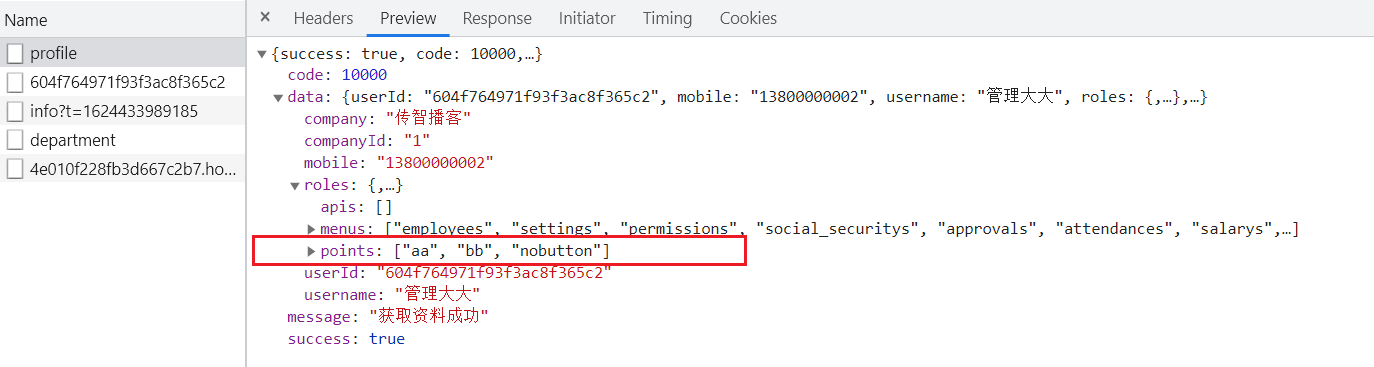 Name
× Headers Preview Response Initiator Timing Cookies
profile
604f764971f93f3ac8f365c2
info?t=1624433989185
department
4e010f228fb3d667c2b7.ho...
▼{success: true, code: 10000,…}
code: 10000
▼data: {userId: "604f764971f93f3ac8f365c2", mobile: "13800000002", username: "管理大大", roles: {,…},…}
company: "传智播客"
companyId: "1"
mobile: "13800000002"
▼roles: {,…}
apis: []
▶menus: ["employees", "settings", "permissions", "social_securitys", "approvals", "attendances", "salarys",…]
▶points: ["aa", "bb", "nobutton"]
userId: "604f764971f93f3ac8f365c2"
username: "管理大大"
message: "获取资料成功"
success: true